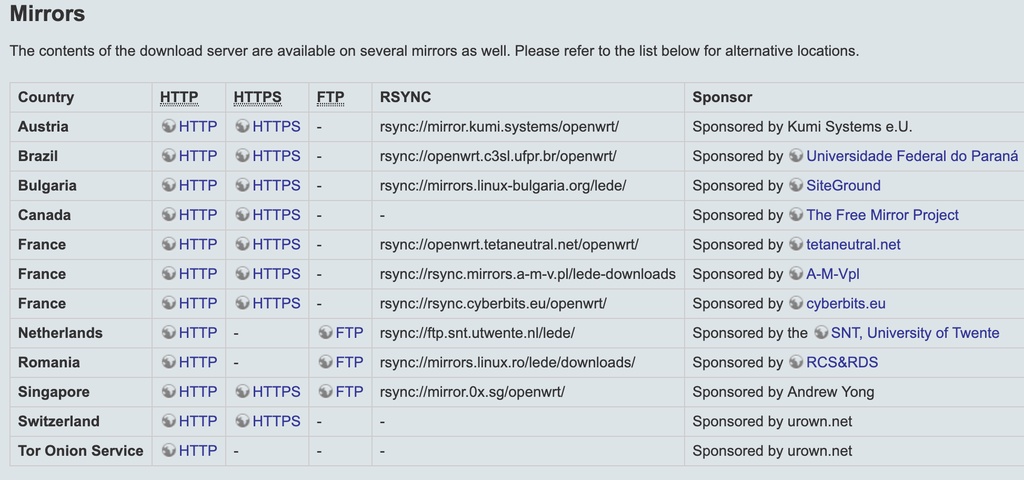 Mirrors
The contents of the download server are available on several mirrors as well. Please refer to the list below for alternative locations.
Country HTTP HTTPS FTP RSYNC Sponsor
Austria HTTP HTTPS - rsync://mirror.kumi.systems/openwrt/ Sponsored by Kumi Systems e.U.
Brazil HTTP HTTPS - rsync://openwrt.c3sl.ufpr.br/openwrt/ Sponsored by Universidade Federal do Paraná
Bulgaria HTTP HTTPS - rsync://mirrors.linux-bulgaria.org/lede/ Sponsored by SiteGround
Canada HTTP HTTPS - - Sponsored by The Free Mirror Project
France HTTP HTTPS - rsync://openwrt.tetaneutral.net/openwrt/ Sponsored by tetaneutral.net
France HTTP HTTPS - rsync://rsync.mirrors.a-m-v.pl/lede-downloads Sponsored by A-M-Vpl
France HTTP HTTPS - rsync://rsync.cyberbits.eu/openwrt/ Sponsored by cyberbits.eu
Netherlands HTTP - FTP rsync://ftp.snt.utwente.nl/lede/ Sponsored by the SNT, University of Twente
Romania HTTP - FTP rsync://mirrors.linux.ro/lede/downloads/ Sponsored by RCS&RDS
Singapore HTTP HTTPS FTP rsync://mirror.0x.sg/openwrt/ Sponsored by Andrew Yong
Switzerland HTTP HTTPS - - Sponsored by urown.net
Tor Onion Service HTTP - - - Sponsored by urown.net